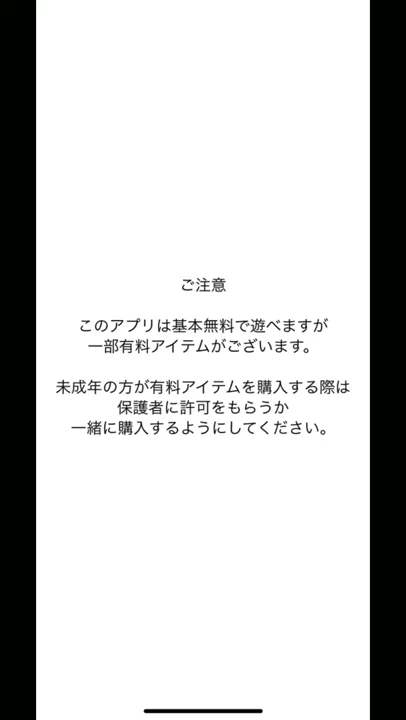 ご注意
このアプリは基本無料で遊べますが
一部有料アイテムがございます。
未成年の方が有料アイテムを購入する際は
保護者に許可をもらうか
一緒に購入するようにしてください。